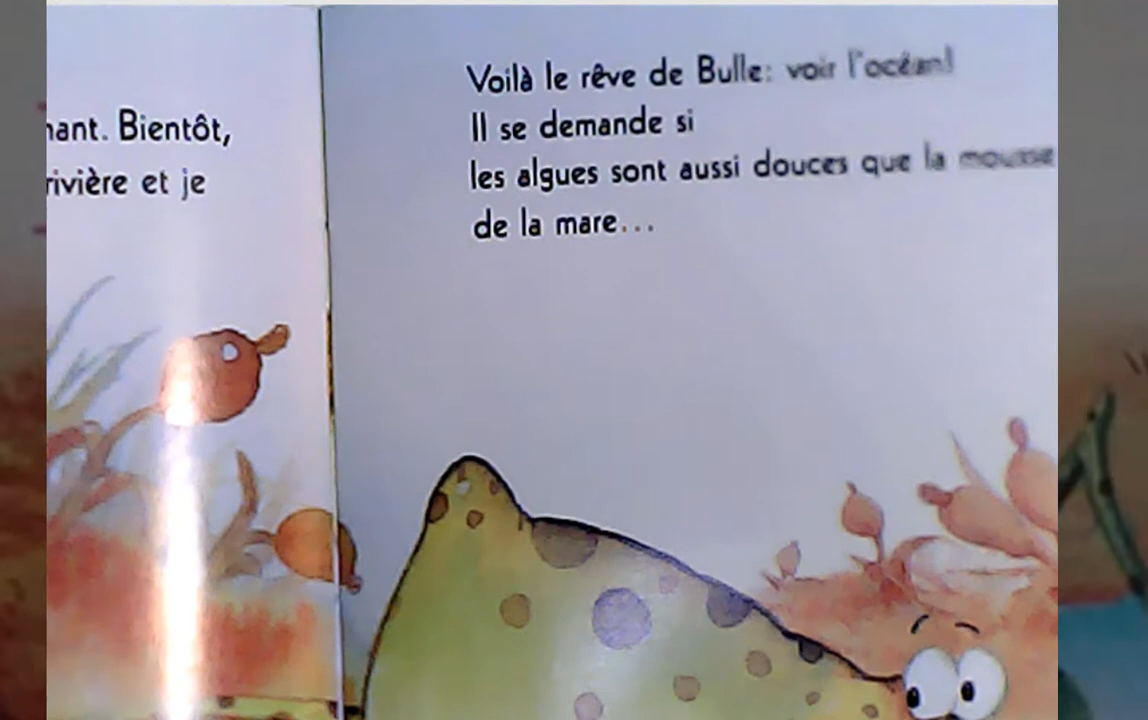 Bientôt,
rivière et je
Voilà le rêve de Bulle: voir l'océan!
Il se demande si
les algues sont aussi douces que la mousse
de la mare...